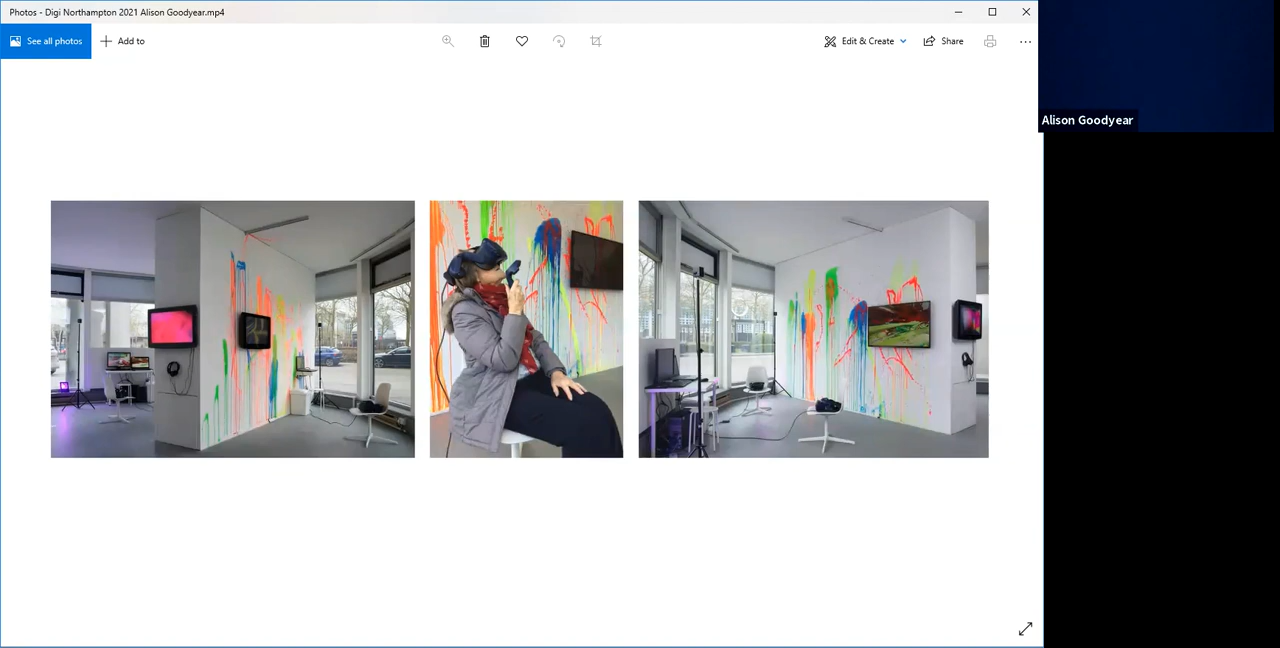 Photos - Digi Northampton 2021 Alison Goodyear.mp4
See all photos
Add to
Edit & Create
Share
Alison Goodyear